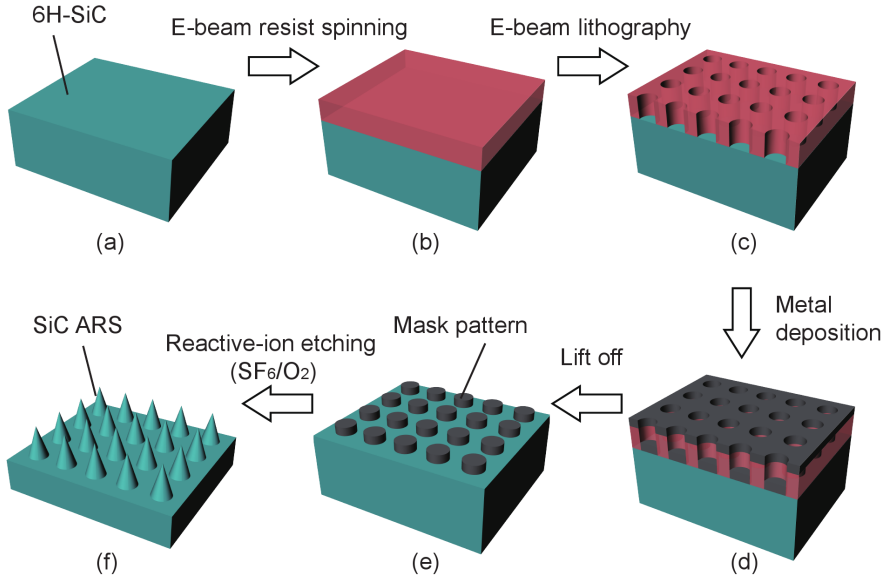 6H-SiC
E-beam resist spinning
E-beam lithography
(a)
(b)
(c)
Metal
deposition
SiC ARS
Reactive-ion etching
(SF₆/O₂)
Mask pattern
Lift off
(f)
(e)
(d)